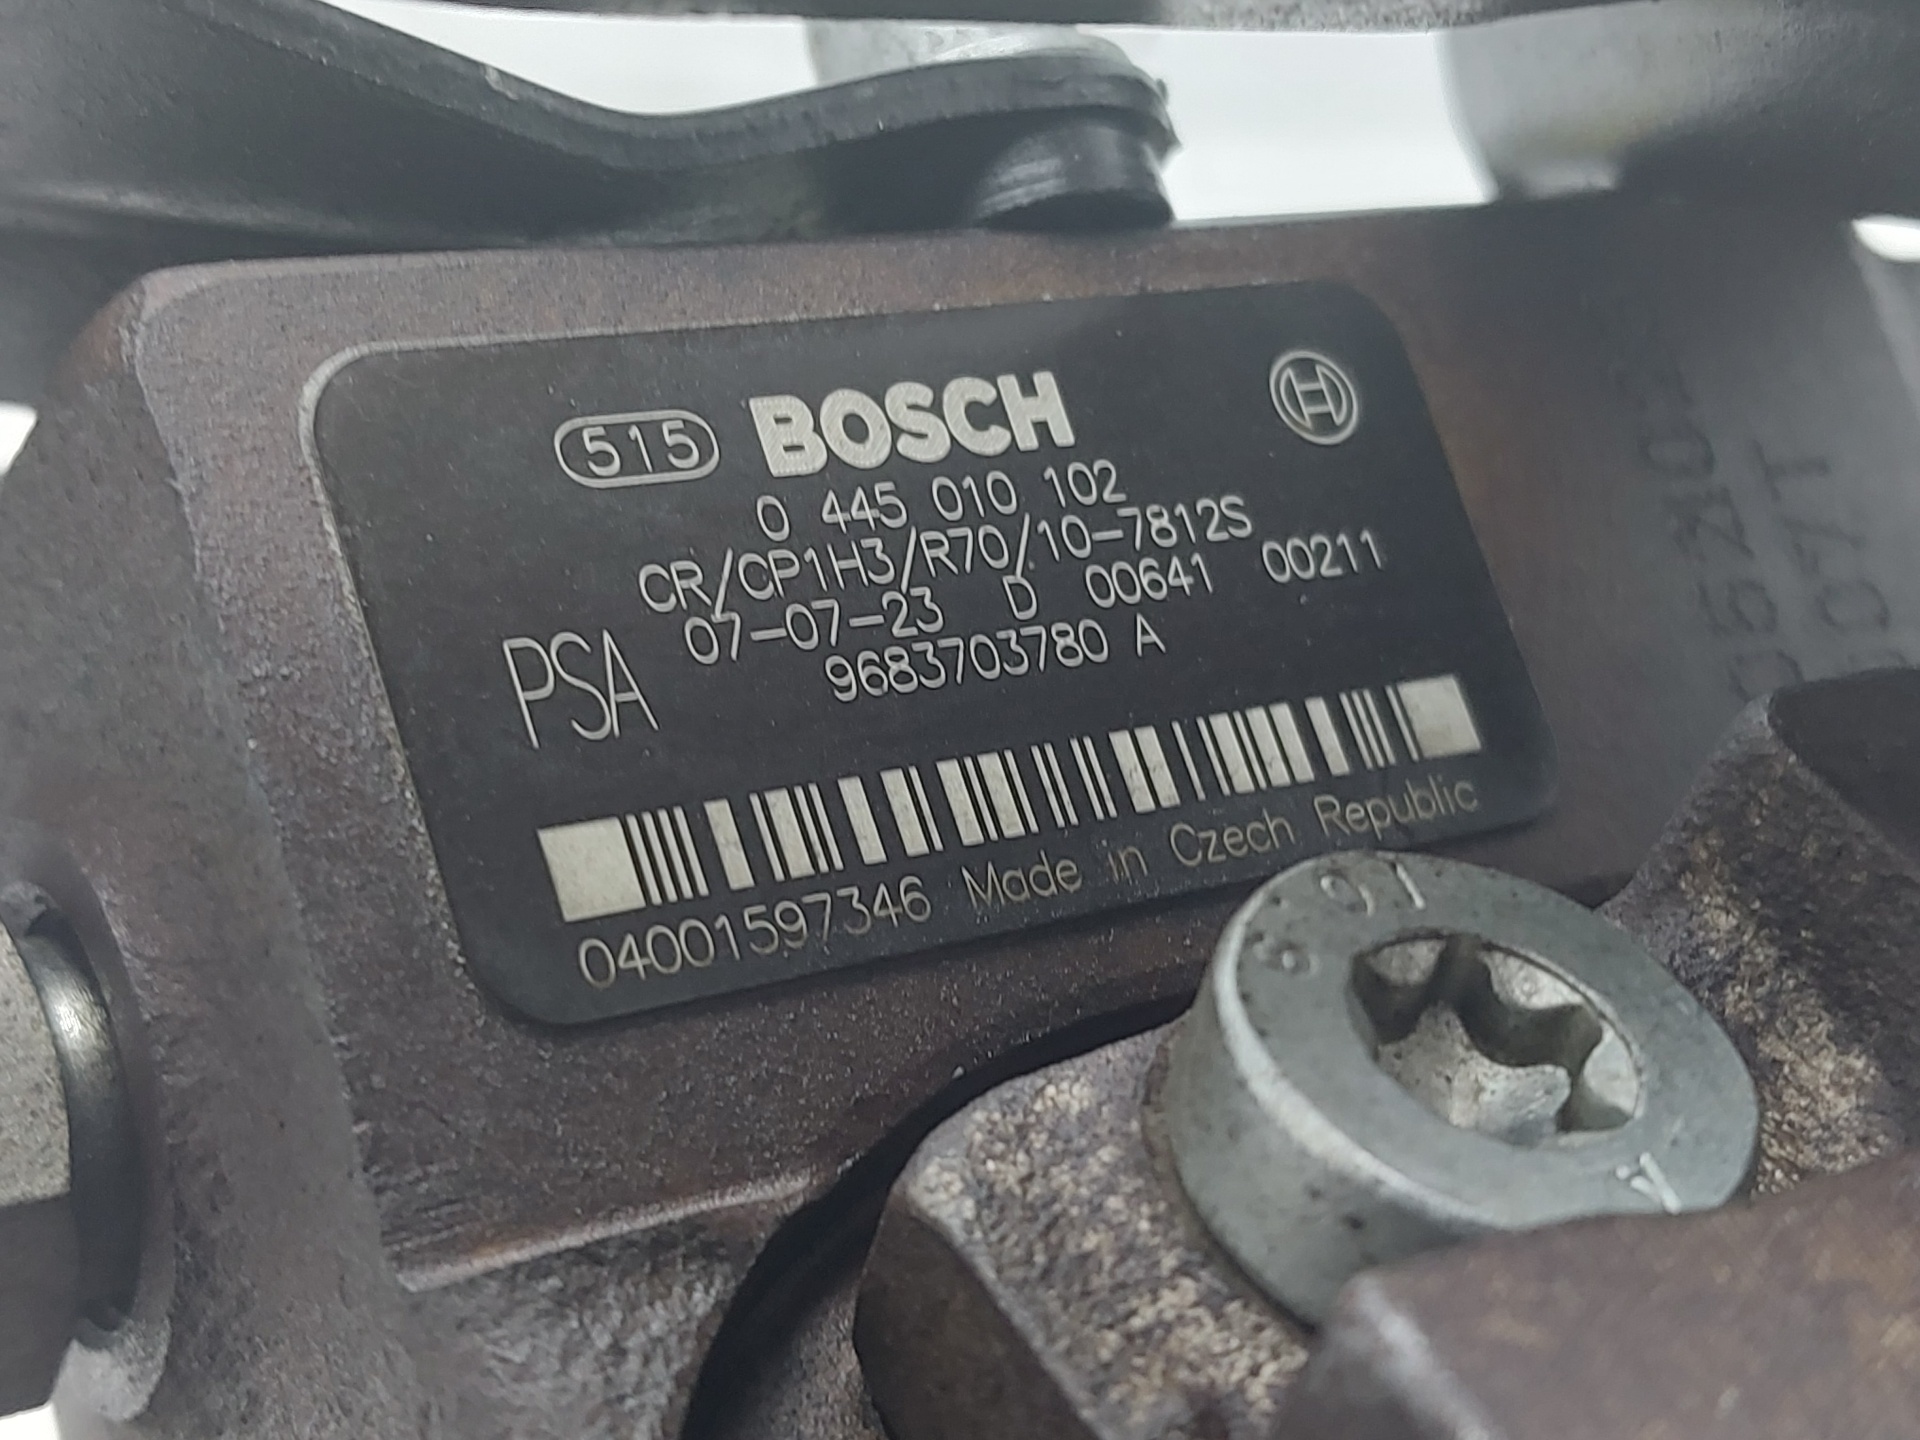 515 BOSCH
0 445 010 102
CR/CP1H3/R70/10-7812S
07-07-23 D 00641 00211
PSA 9683703780 A
04001597346 Made in Czech Republic